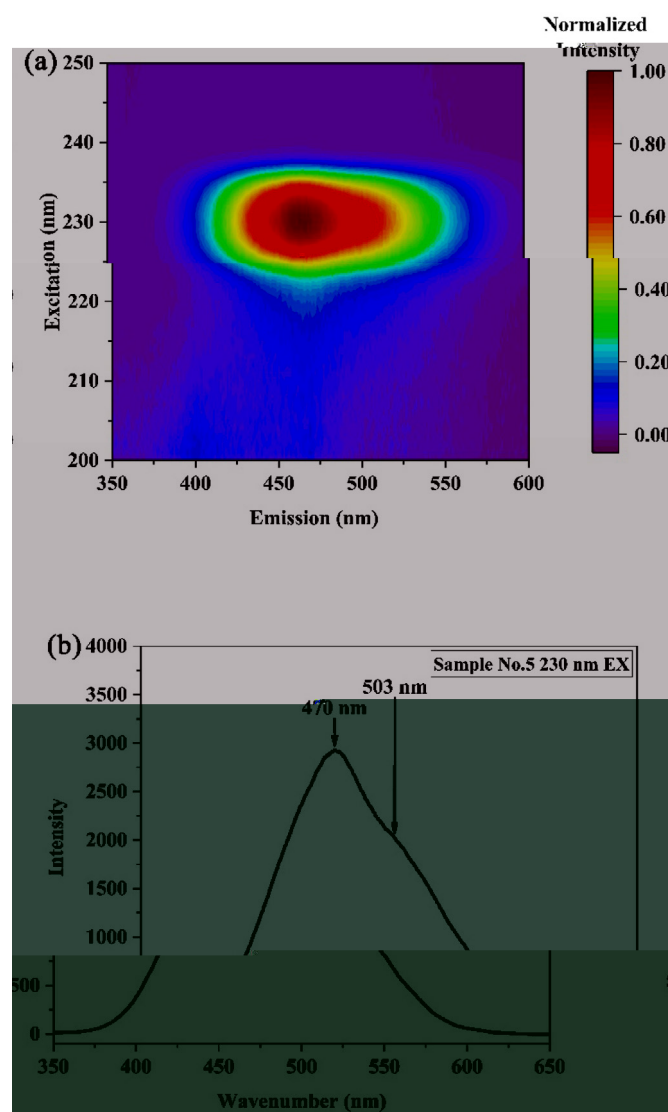 Normalized
Intensity
(a)
250
240
230
220
210
200
Excitation (nm)
350 400 450 500 550 600
Emission (nm)
1.00
0.80
0.60
0.40
0.20
0.00
(b)
4000
3500
3000
2500
2000
1500
1000
500
0
Intensity
Sample No.5 230 nm EX
503 nm
470 nm
350 400 450 500 550 600 650
Wavenumber (nm)